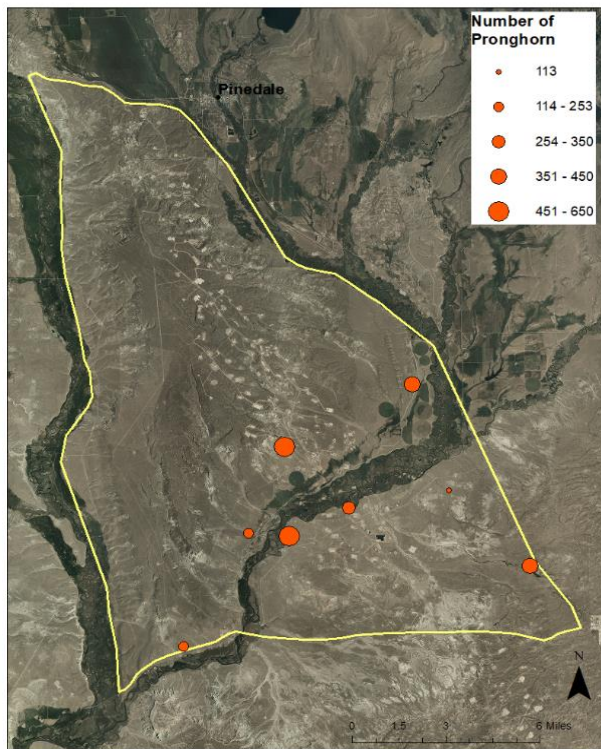 Number of
Pronghorn
113
114 - 253
254 - 350
351 - 450
451 - 650
Pinedale
N
0 1.5 3 6 Miles